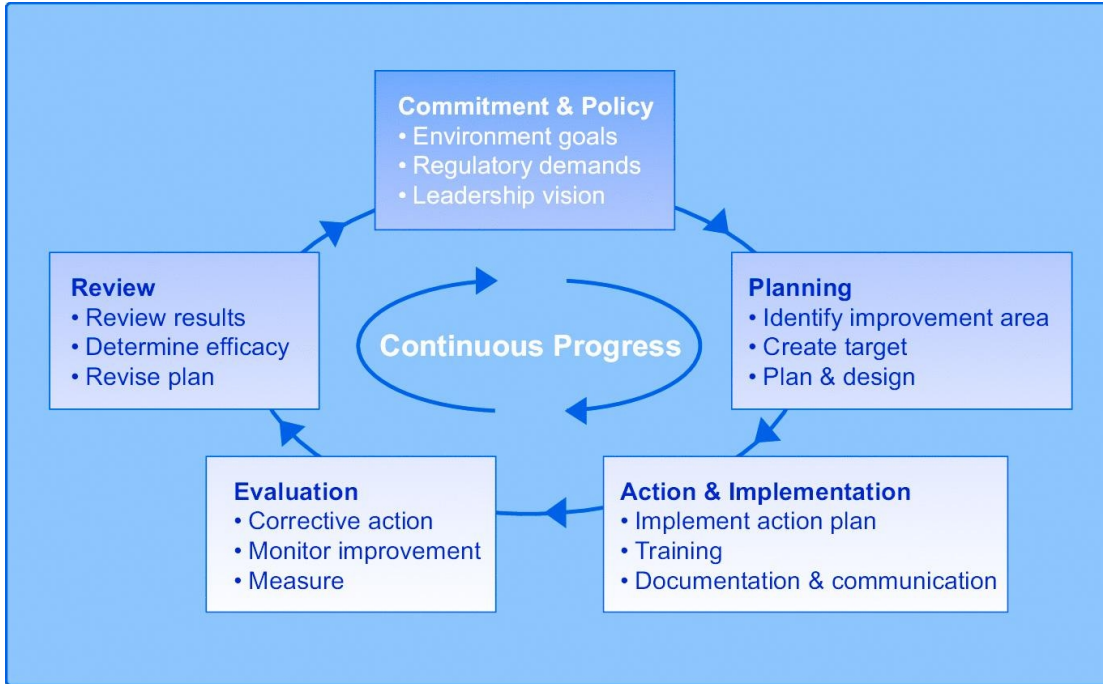 Commitment & Policy
• Environment goals
• Regulatory demands
• Leadership vision
Review
• Review results
• Determine efficacy
• Revise plan
Continuous Progress
Planning
• Identify improvement area
• Create target
• Plan & design
Evaluation
• Corrective action
• Monitor improvement
• Measure
Action & Implementation
• Implement action plan
• Training
• Documentation & communication